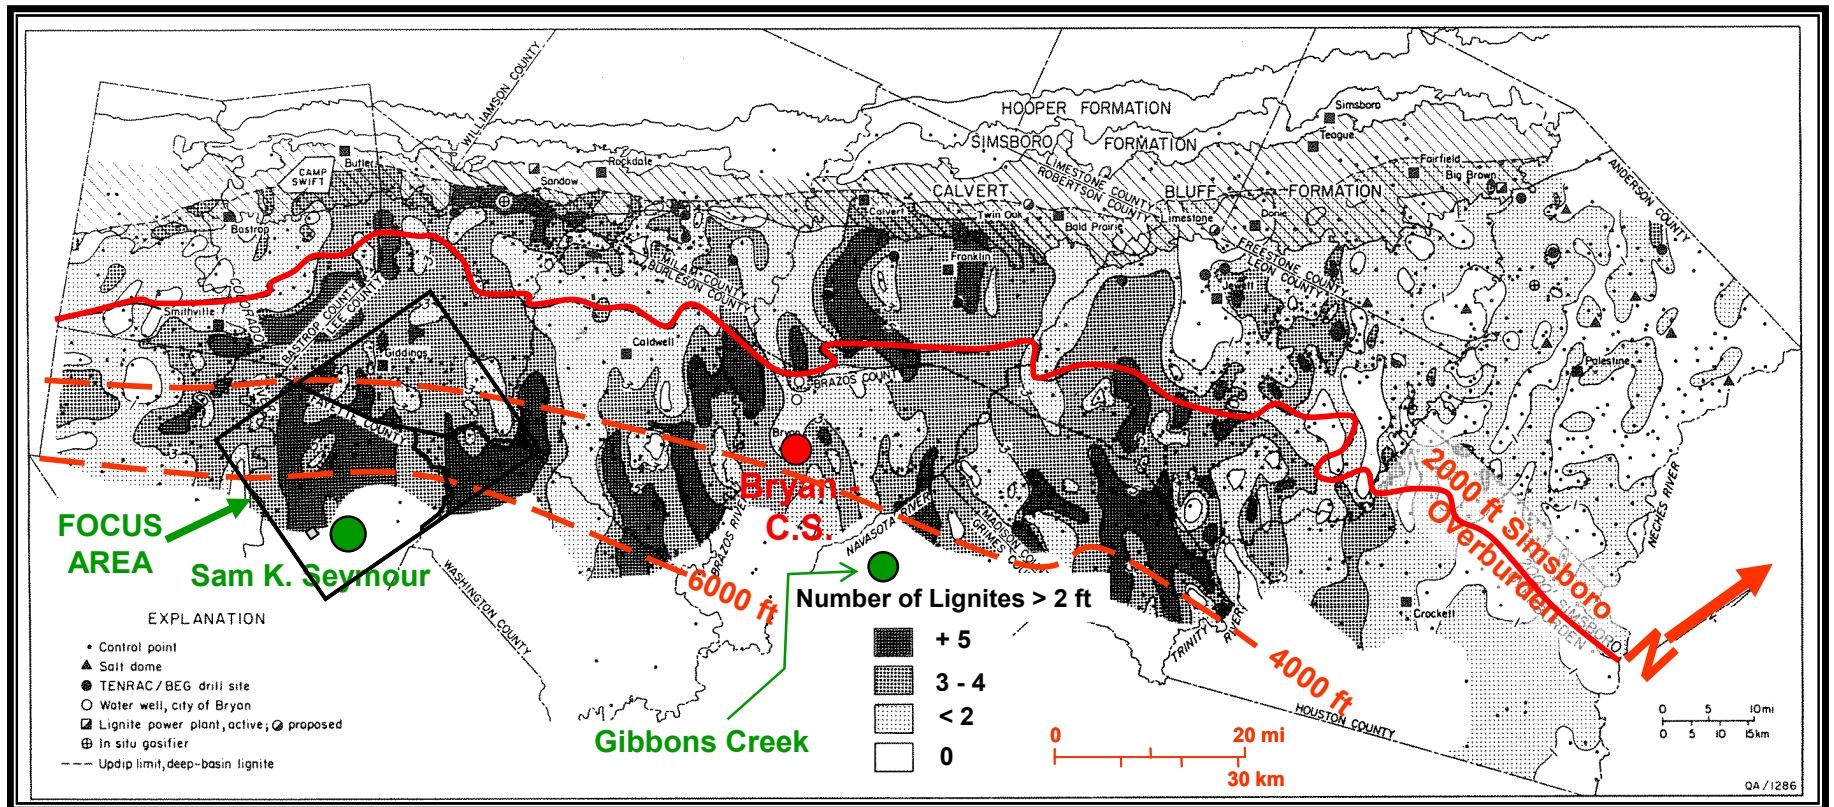 WILLIAMSON COUNTY
HOOPER FORMATION
SIMSBORO FORMATION
Simsboro
Teague
Butler
CAMP
SWIFT
Sandow
Rockdale
LIMESTONE COUNTY
ROBERTSON COUNTY
Fairfield
Big Brown
ANDERSON COUNTY
CALVERT BLUFF FORMATION
Bastrop
Calvert
Twin Oak
Bald Prairie
Limestone
Donie
Franklin
MILAM COUNTY
BURLESON COUNTY
FREESTONE COUNTY
LEON COUNTY
Jewett
COLORADO
Smithville
BASTROP COUNTY
LEE COUNTY
Giddings
Caldwell
Palestine
BRAZOS COUNTY
FAYETTE COUNTY
Bryan
Bryan -
C.S.
2000 ft Simsboro
Overburden
SIMSBORO
NECHES RIVER
FOCUS
AREA
Sam K. Seymour
WASHINGTON COUNTY
BRAZOS RIVER
NAVASOTA RIVER
MADISON COUNTY
GRIMES
6000 ft
Number of Lignites > 2 ft
+ 5
3 - 4
< 2
0
TRINITY RIVER
4000 ft
Crockett
HOUSTON COUNTY
N
Gibbons Creek
EXPLANATION
Control point
Salt dome
TENRAC/BEG drill site
Water well, city of Bryan
Lignite power plant, active; proposed
In situ gasifier
Updip limit, deep-basin lignite
0 20 mi
30 km
0 5 10mi
0 5 10 15km
QA/1286